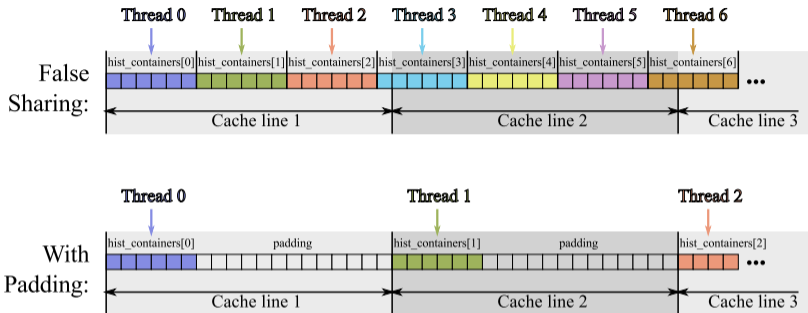 Thread 0 Thread 1 Thread 2 Thread 3 Thread 4 Thread 5 Thread 6
hist_containers[0] hist_containers[1] hist_containers[2] hist_containers[3] hist_containers[4] hist_containers[5] hist_containers[6]
False
Sharing:
...
Cache line 1 Cache line 2 Cache line 3
Thread 0 Thread 1 Thread 2
hist_containers[0] padding hist_containers[1] padding hist_containers[2]
With
Padding:
...
Cache line 1 Cache line 2 Cache line 3